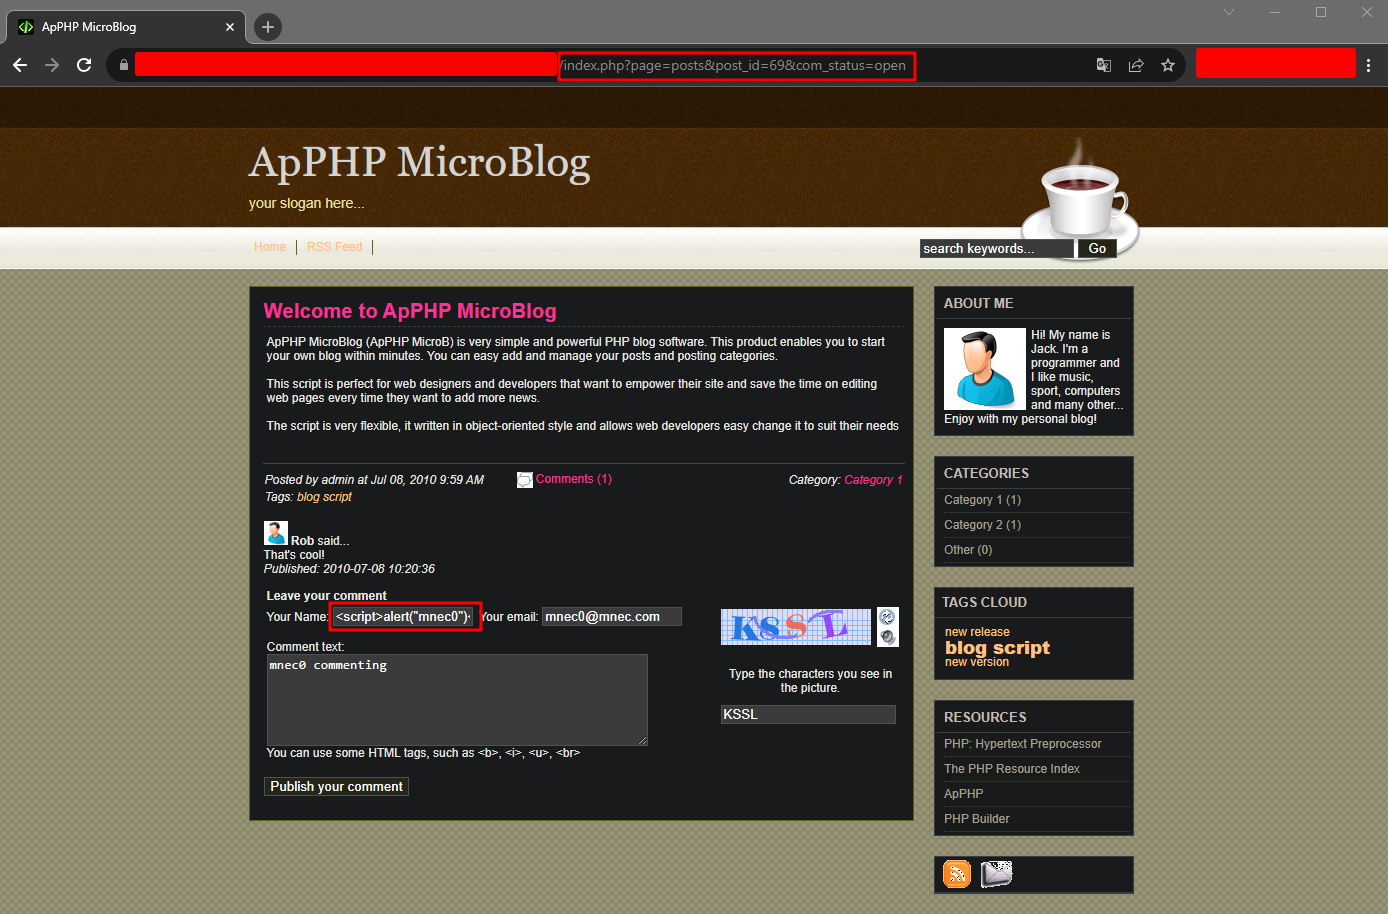 ApPHP MicroBlog
/index.php?page=posts&post_id=69&com_status=open
ApPHP MicroBlog
your slogan here...
Home
RSS Feed
search keywords...
Go
Welcome to ApPHP MicroBlog
ApPHP MicroBlog (ApPHP MicroB) is very simple and powerful PHP blog software. This product enables you to start
your own blog within minutes. You can easy add and manage your posts and posting categories.
This script is perfect for web designers and developers that want to empower their site and save the time on editing
web pages every time they want to add more news.
The script is very flexible, it written in object-oriented style and allows web developers easy change it to suit their needs
Posted by admin at Jul 08, 2010 9:59 AM
Comments (1)
Category: Category 1
Tags: blog script
Rob said...
That's cool!
Published: 2010-07-08 10:20:36
Leave your comment
Your Name: <script>alert("mnec0")<
Your email: mnec0@mnec.com
KSSL
Comment text:
mnec0 commenting
Type the characters you see in
the picture.
KSSL
You can use some HTML tags, such as <b>, <i>, <u>, <br>
Publish your comment
ABOUT ME
Hi! My name is
Jack. I'm a
programmer and
I like music,
sport, computers
and many other...
Enjoy with my personal blog!
CATEGORIES
Category 1 (1)
Category 2 (1)
Other (0)
TAGS CLOUD
new release
blog script
new version
RESOURCES
PHP: Hypertext Preprocessor
The PHP Resource Index
ApPHP
PHP Builder